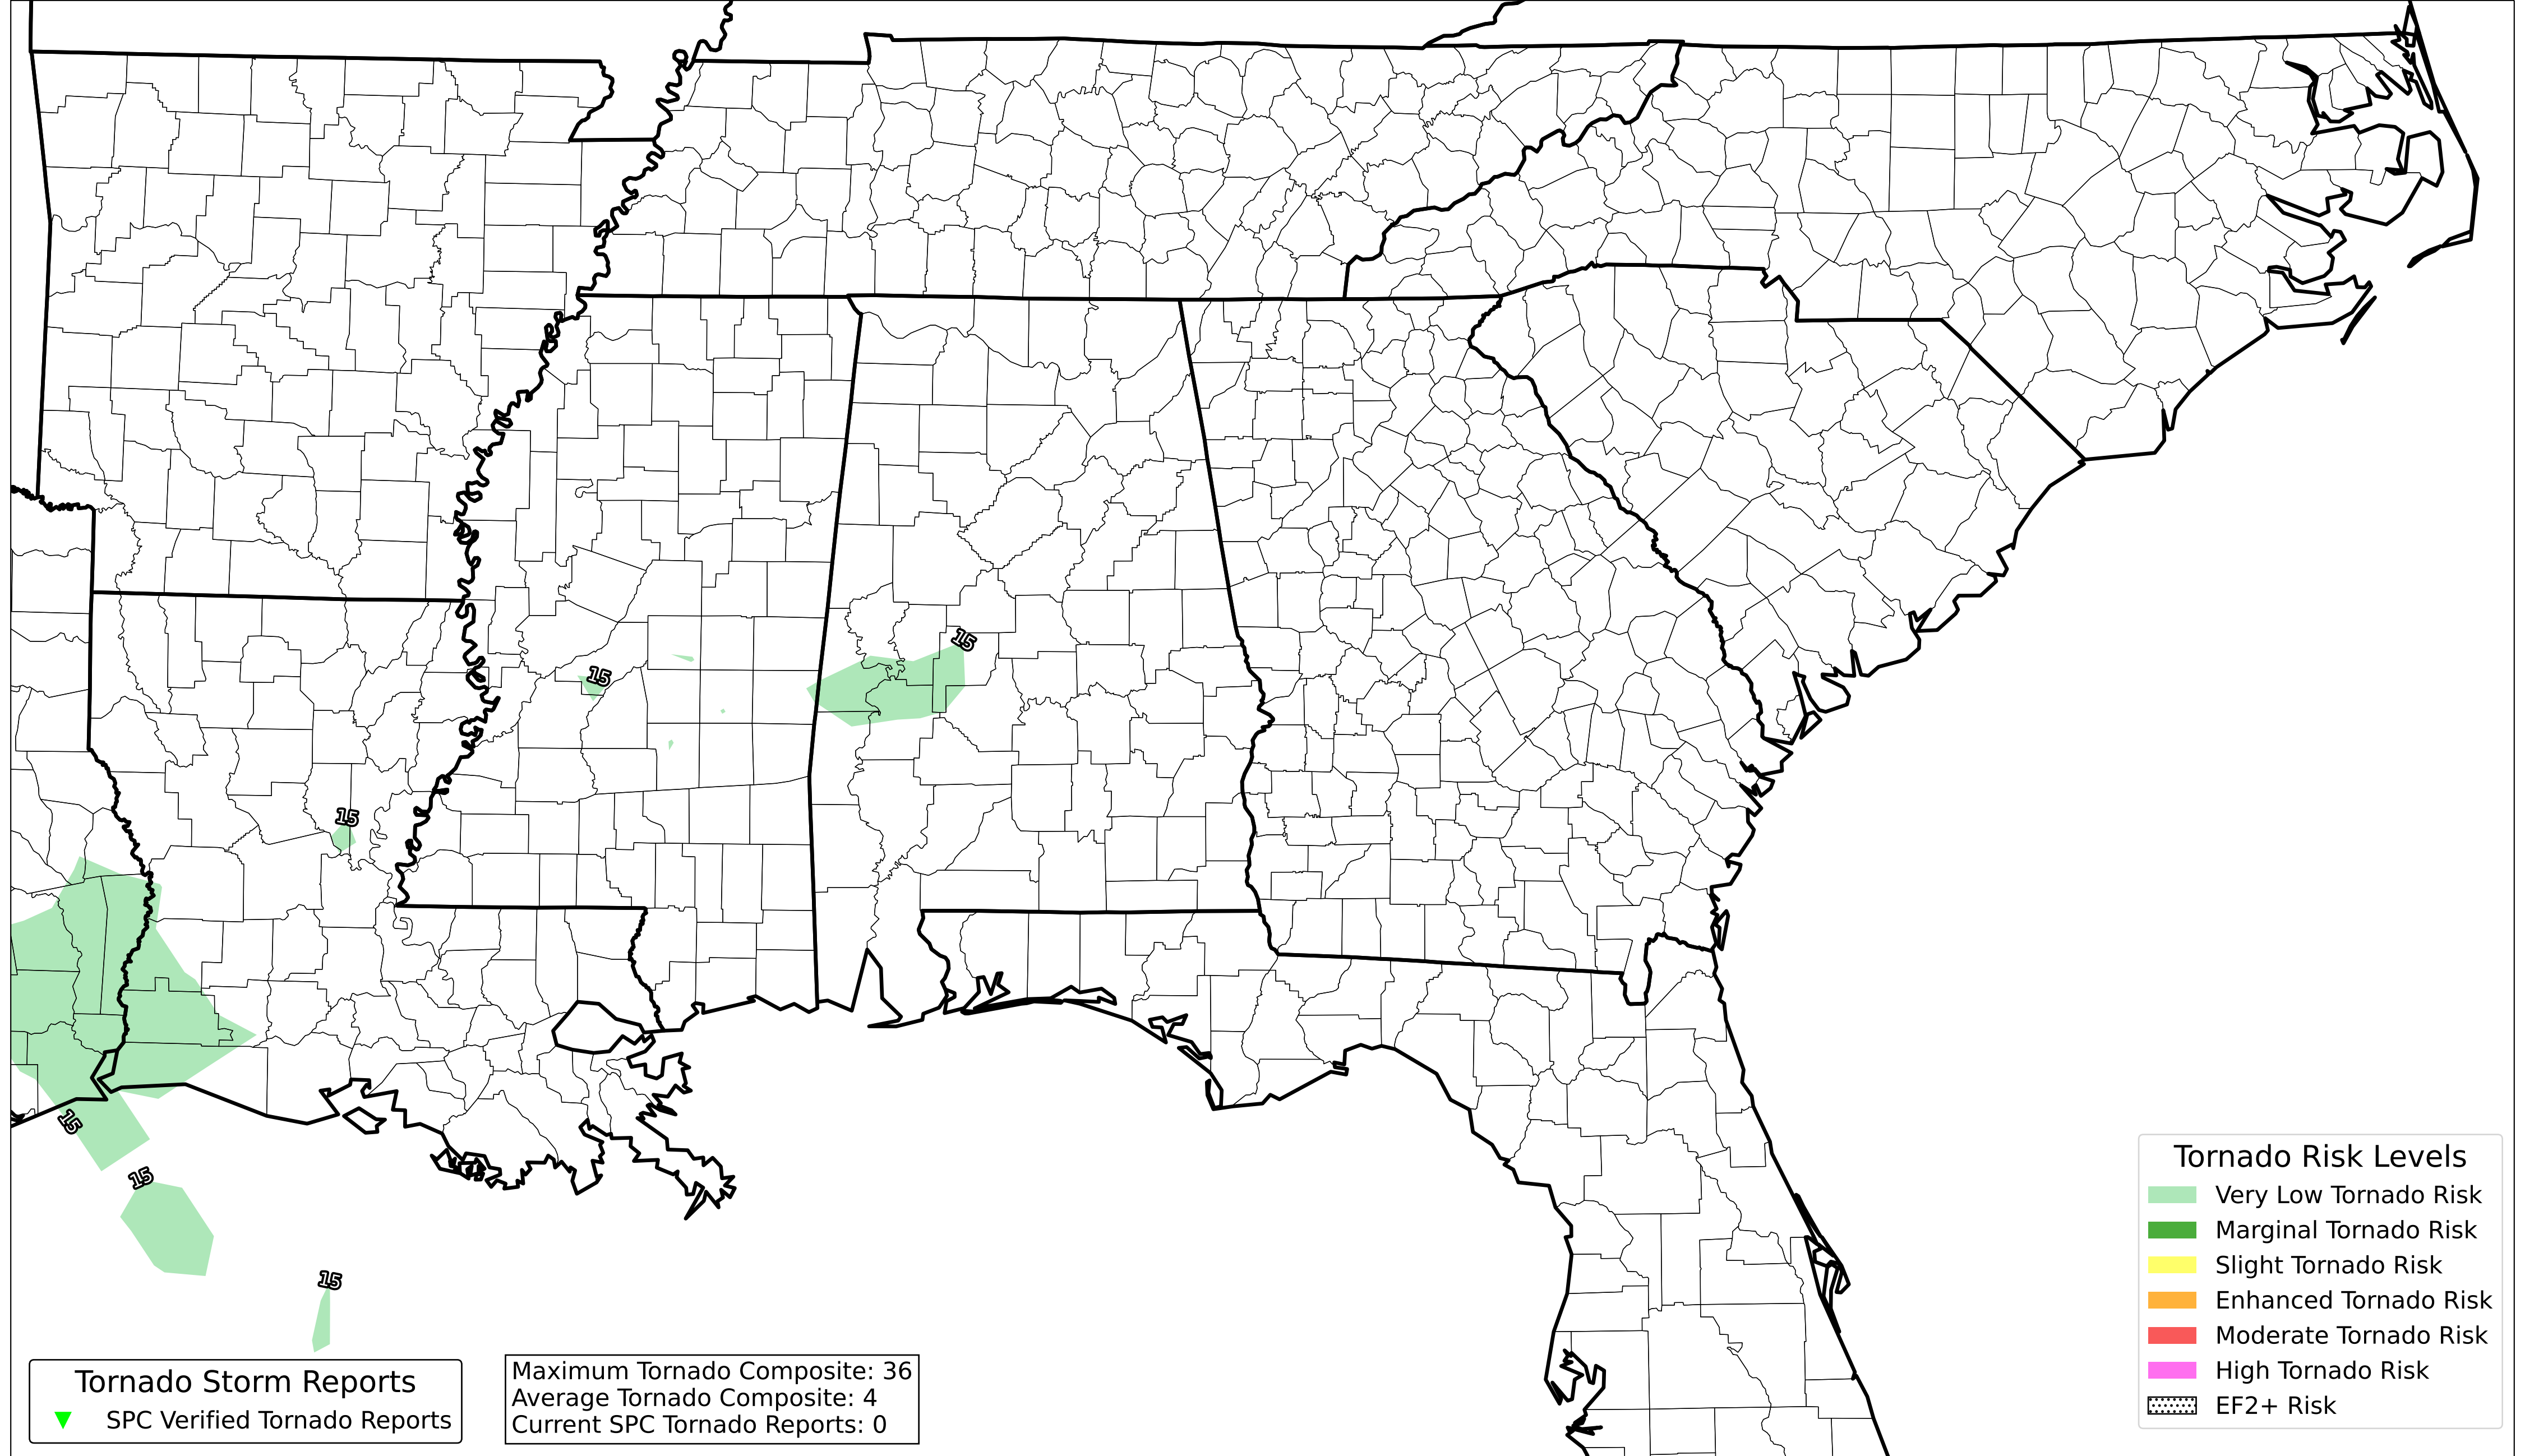 15
15
15
15
15
15
Tornado Storm Reports
SPC Verified Tornado Reports
Maximum Tornado Composite: 36
Average Tornado Composite: 4
Current SPC Tornado Reports: 0
Tornado Risk Levels
Very Low Tornado Risk
Marginal Tornado Risk
Slight Tornado Risk
Enhanced Tornado Risk
Moderate Tornado Risk
High Tornado Risk
EF2+ Risk